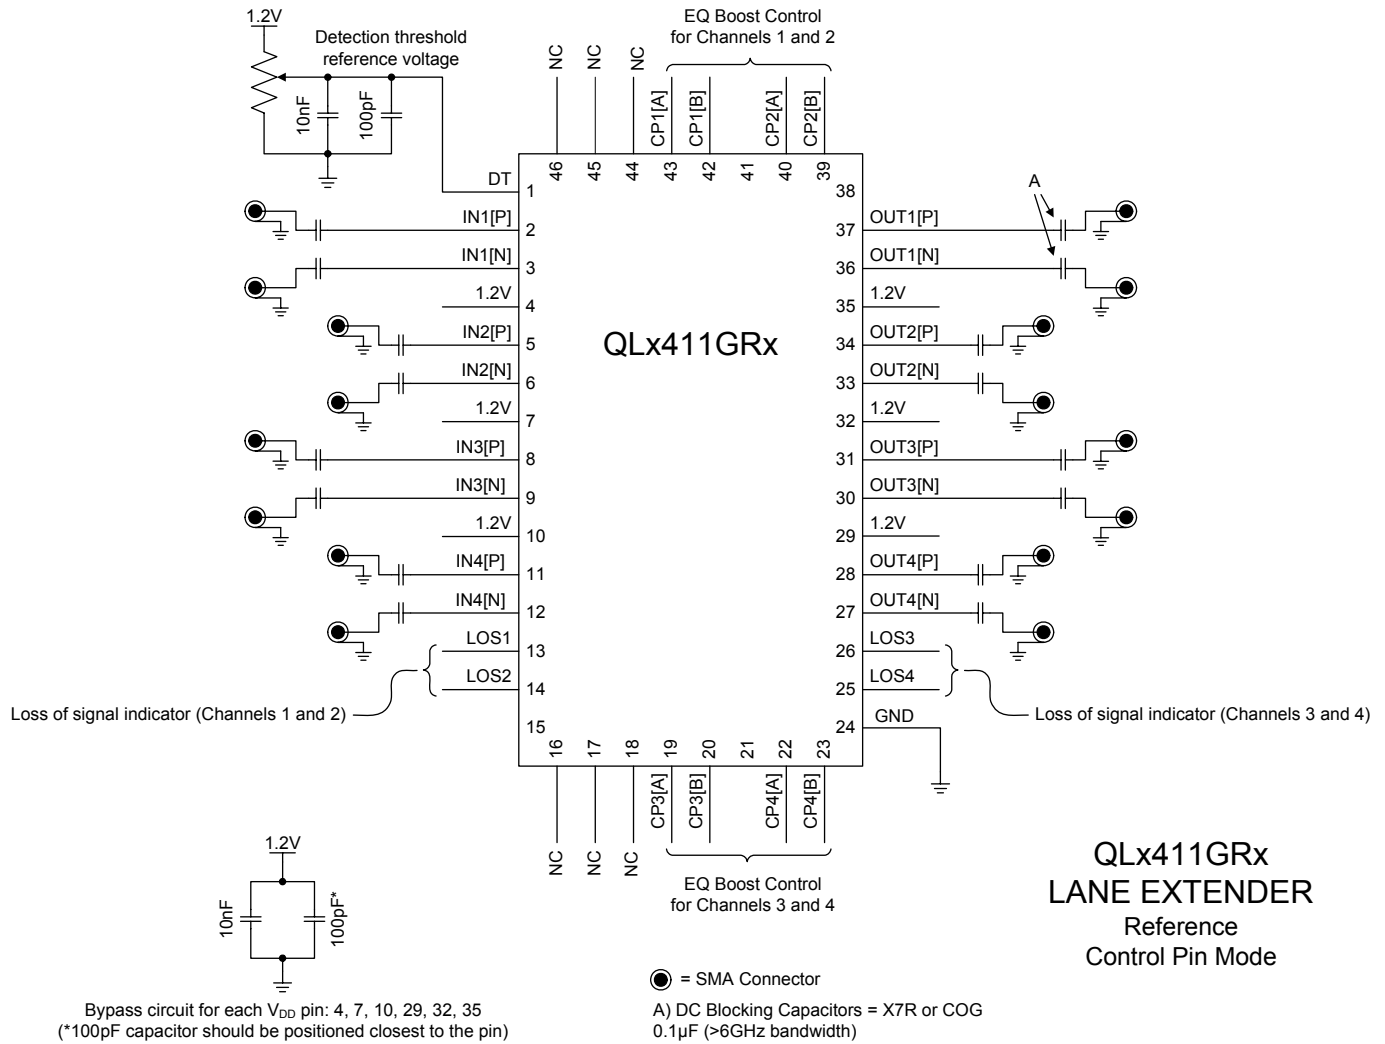 1.2V
Detection threshold
reference voltage
10nF
100pF
EQ Boost Control
for Channels 1 and 2
NC
NC
NC
CP1[A]
CP1[B]
CP2[A]
CP2[B]
46
45
44
43
42
41
40
39
DT
1
IN1[P]
2
IN1[N]
3
1.2V
4
IN2[P]
5
IN2[N]
6
1.2V
7
IN3[P]
8
IN3[N]
9
1.2V
10
IN4[P]
11
IN4[N]
12
LOS1
13
LOS2
14
15
Loss of signal indicator (Channels 1 and 2)
QLx411GRx
38
A
37
OUT1[P]
36
OUT1[N]
35
1.2V
34
OUT2[P]
33
OUT2[N]
32
1.2V
31
OUT3[P]
30
OUT3[N]
29
1.2V
28
OUT4[P]
27
OUT4[N]
26
LOS3
25
LOS4
24
GND
Loss of signal indicator (Channels 3 and 4)
16
17
18
19
20
21
22
23
NC
NC
NC
CP3[A]
CP3[B]
CP4[A]
CP4[B]
EQ Boost Control
for Channels 3 and 4
1.2V
10nF
100pF*
Bypass circuit for each VDD pin: 4, 7, 10, 29, 32, 35
(*100pF capacitor should be positioned closest to the pin)
= SMA Connector
A) DC Blocking Capacitors = X7R or COG
0.1µF (>6GHz bandwidth)
QLx411GRx
LANE EXTENDER
Reference
Control Pin Mode